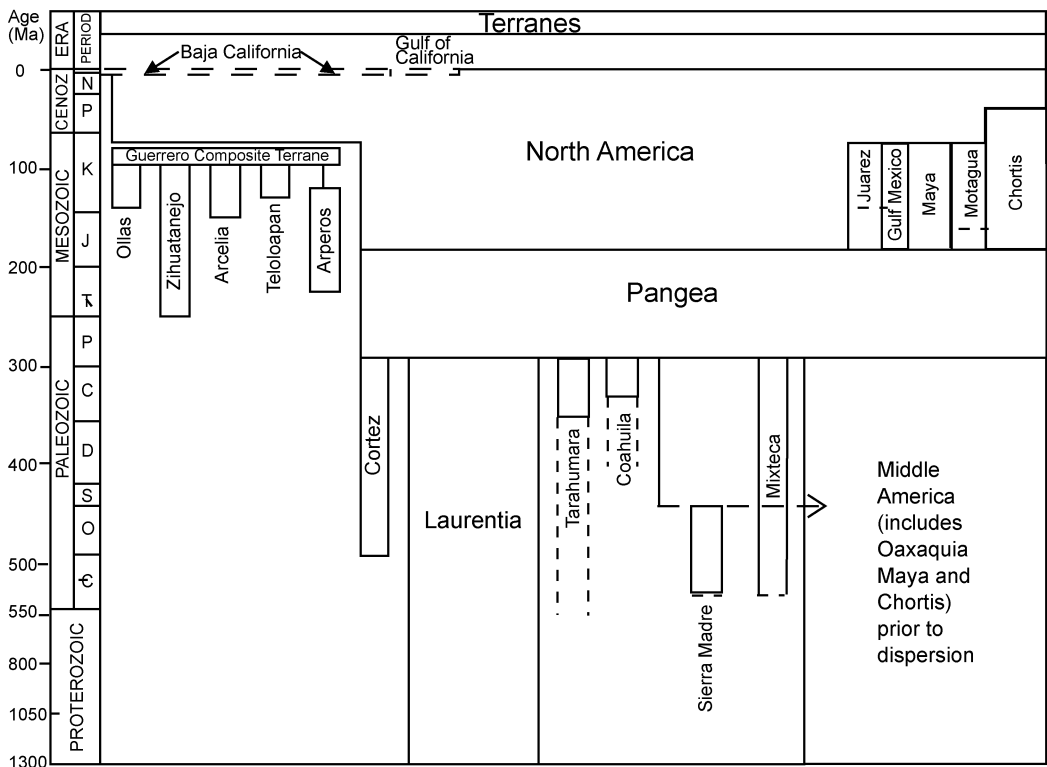 Age
(Ma)
ERA
PERIOD
Terranes
Baja California
Gulf of
California
0
100
200
300
400
500
550
800
1050
1300
CENOZ
MESOZOIC
PALEOZOIC
PROTEROZOIC
N
P
K
J
Ћ
P
C
D
S
O
Є
Guerrero Composite Terrane
Ollas
Zihuatanejo
Arcelia
Teloloapan
Arperos
North America
Juarez
Gulf Mexico
Maya
Motagua
Chortis
Pangea
Cortez
Laurentia
Tarahumara
Coahuila
Sierra Madre
Mixteca
Middle
America
(includes
Oaxaquia
Maya and
Chortis)
prior to
dispersion